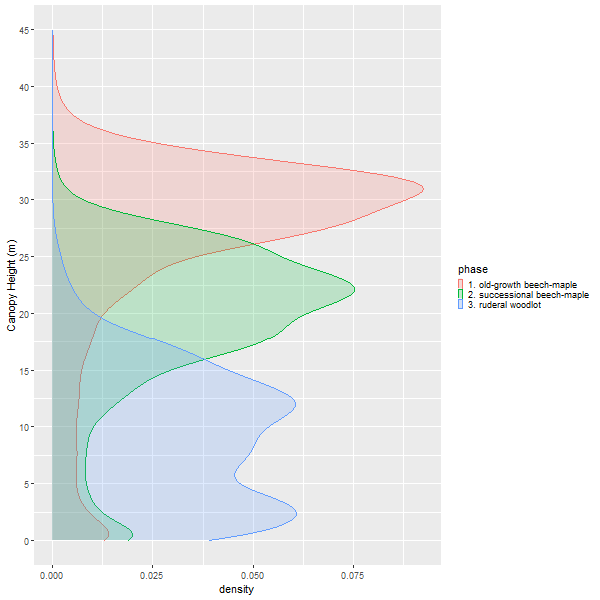 45
40
35
30
25
20
15
10
5
0
Canopy Height (m)
0.000 0.025 0.050 0.075
density
phase
1. old-growth beech-maple
2. successional beech-maple
3. ruderal woodlot